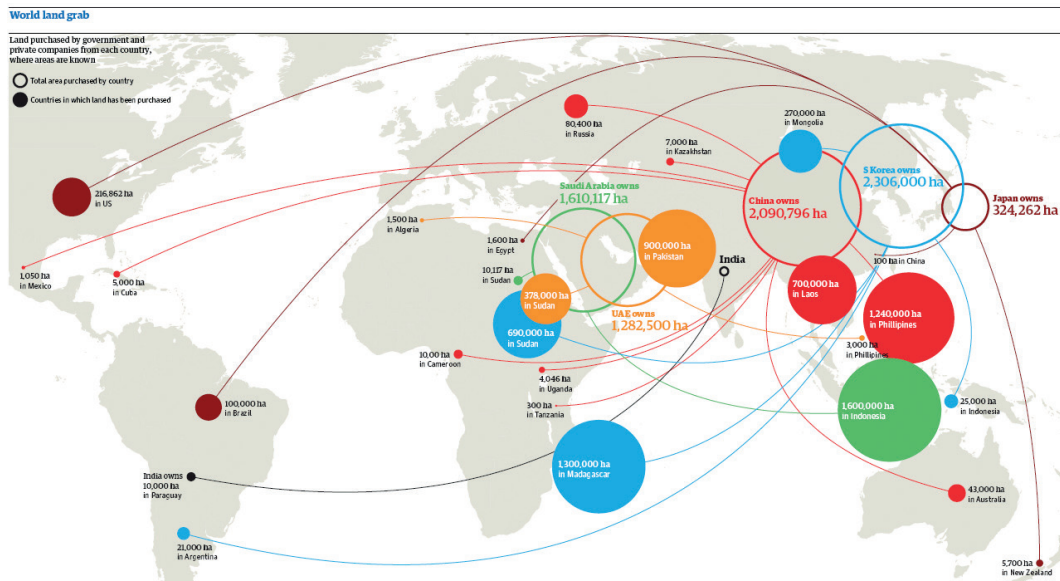 World land grab
Land purchased by government and
private companies from each country,
where areas are known
Total area purchased by country
Countries in which land has been purchased
80,400 ha
in Russia
270,000 ha
in Mongolia
7,000 ha
in Kazakhstan
S Korea owns
2,306,000 ha
216,862 ha
in US
Saudi Arabia owns
1,610,117 ha
China owns
2,090,796 ha
Japan owns
324,262 ha
1,500 ha
in Algeria
1,600 ha
in Egypt
900,000 ha
in Pakistan
India
100 ha in China
1,050 ha
in Mexico
5,000 ha
in Cuba
10,117 ha
in Sudan
378,000 ha
in Sudan
700,000 ha
in Laos
UAE owns
1,282,500 ha
690,000 ha
in Sudan
1,240,000 ha
in Phillipines
3,000 ha
in Phillipines
10,00 ha
in Cameroon
4,046 ha
in Uganda
300 ha
in Tanzania
100,000 ha
in Brazil
1,600,000 ha
in Indonesia
25,000 ha
in Indonesia
1,300,000 ha
in Madagascar
India owns
10,000 ha
in Paraguay
43,000 ha
in Australia
21,000 ha
in Argentina
5,700 ha
in New Zealand